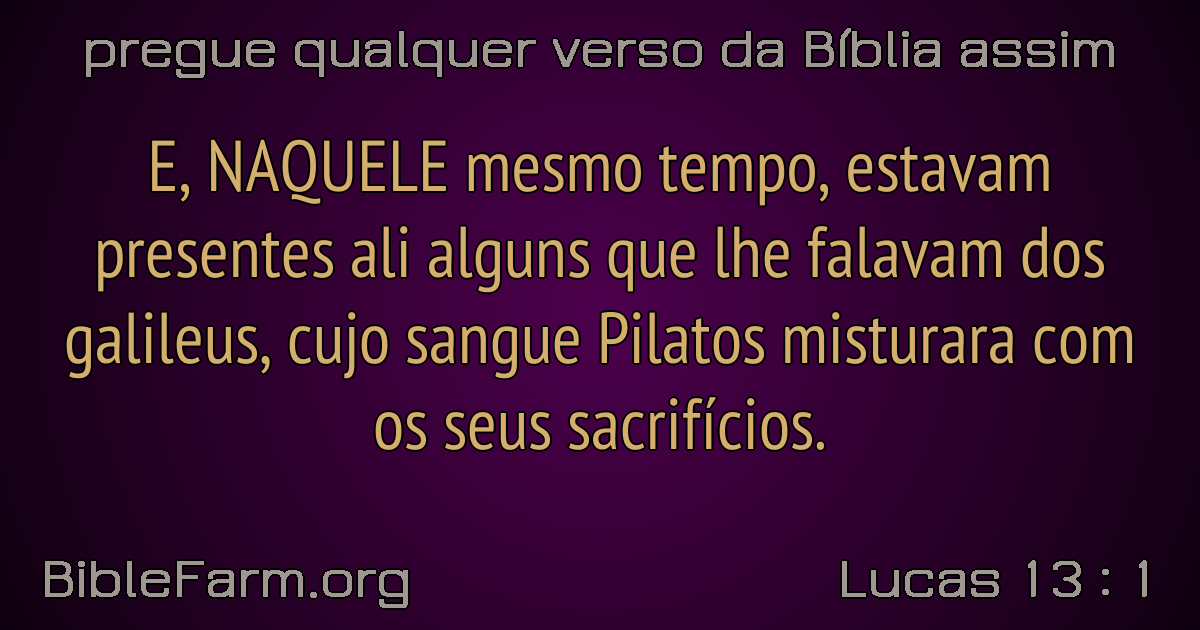 pregue qualquer verso da Bíblia assim
E, NAQUELE mesmo tempo, estavam
presentes ali alguns que lhe falavam dos
galileus, cujo sangue Pilatos misturara com
os seus sacrifícios.
BibleFarm.org
Lucas 13 : 1